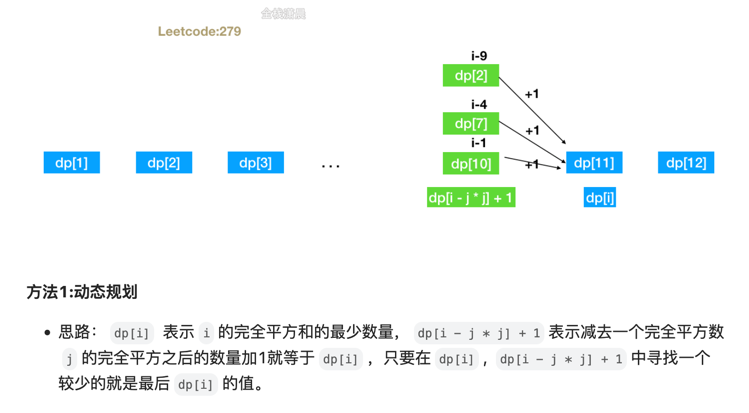 Leetcode:279
i-9
dp[2]
+1
i-4
dp[7]
+1
i-1
dp[1] dp[2] dp[3] ... dp[10] +1 dp[11] dp[12]
dp[i - j * j] + 1 dp[i]
方法1:动态规划
• 思路： dp[i] 表示 i 的完全平方和的最少数量， dp[i - j * j] + 1 表示减去一个完全平方数
j 的完全平方之后的数量加1就等于 dp[i] ，只要在 dp[i] , dp[i - j * j] + 1 中寻找一个
较少的就是最后 dp[i] 的值。